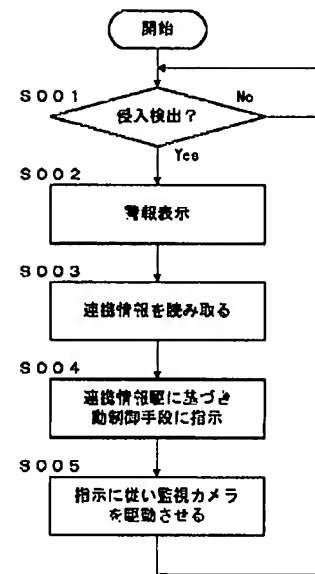 開始
S001
侵入検出？
No
Yes
S002
警報表示
S003
連携情報を読み取る
S004
連携情報駆に基づき
動制御手段に指示
S005
指示に従い監視カメラ
を駆動させる